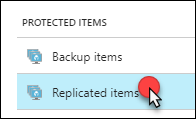 PROTECTED ITEMS
Backup items
Replicated items